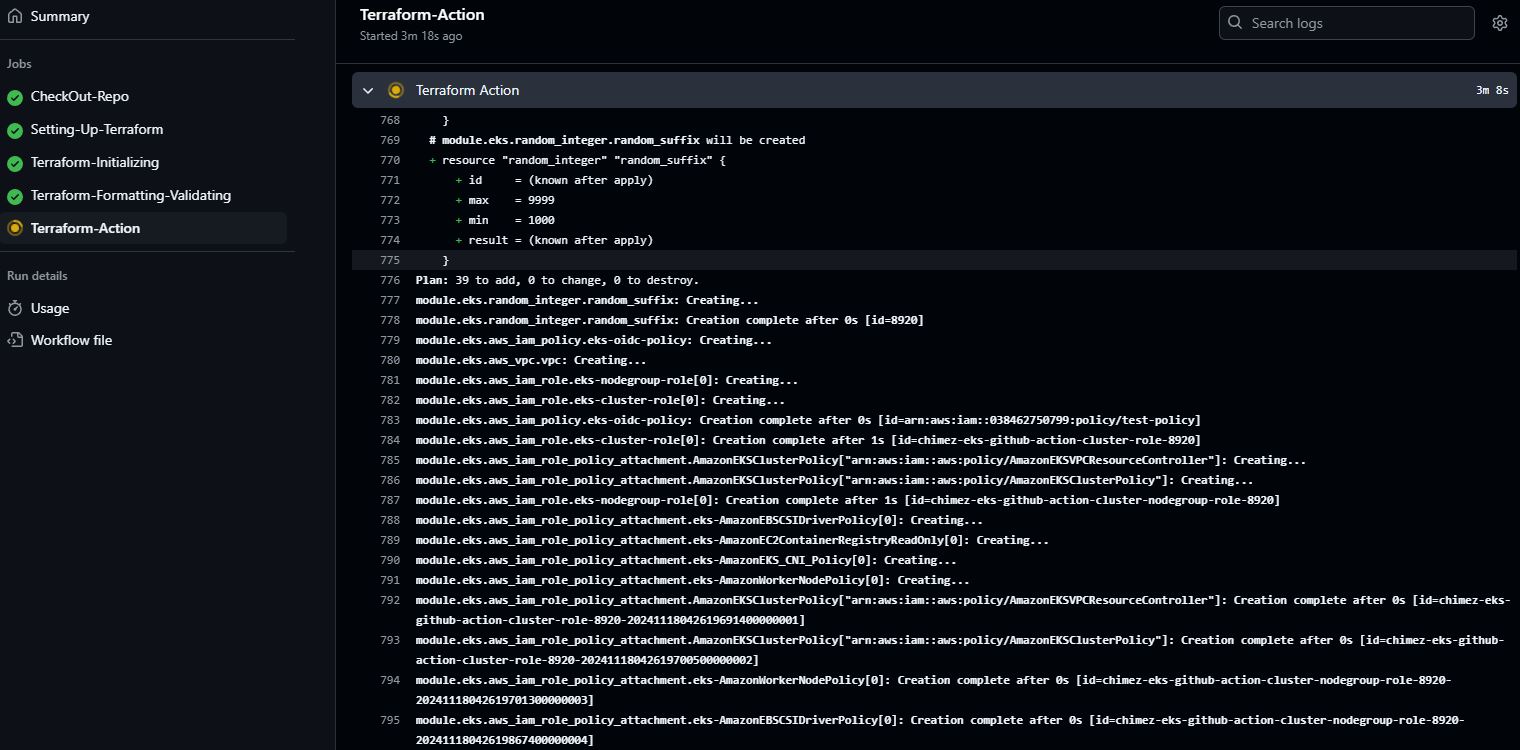 Summary
Jobs
CheckOut-Repo
Setting-Up-Terraform
Terraform-Initializing
Terraform-Formatting-Validating
Terraform-Action
Run details
Usage
Workflow file
Terraform-Action
Started 3m 18s ago
Search logs
Terraform Action 3m 8s
768 }
769 # module.eks.random_integer.random_suffix will be created
770 + resource "random_integer" "random_suffix" {
771 + id = (known after apply)
772 + max = 9999
773 + min = 1000
774 + result = (known after apply)
775 }
776 Plan: 39 to add, 0 to change, 0 to destroy.
777 module.eks.random_integer.random_suffix: Creating...
778 module.eks.random_integer.random_suffix: Creation complete after 0s [id=8920]
779 module.eks.aws_iam_policy.eks-oidc-policy: Creating...
780 module.eks.aws_vpc.vpc: Creating...
781 module.eks.aws_iam_role.eks-nodegroup-role[0]: Creating...
782 module.eks.aws_iam_role.eks-cluster-role[0]: Creating...
783 module.eks.aws_iam_policy.eks-oidc-policy: Creation complete after 0s [id=arn:aws:iam::038462750799:policy/test-policy]
784 module.eks.aws_iam_role.eks-cluster-role[0]: Creation complete after 1s [id=chimez-eks-github-action-cluster-role-8920]
785 module.eks.aws_iam_role_policy_attachment.AmazonEKSClusterPolicy["arn:aws:iam::aws:policy/AmazonEKSVPCResourceController"]: Creating...
786 module.eks.aws_iam_role_policy_attachment.AmazonEKSClusterPolicy["arn:aws:iam::aws:policy/AmazonEKSClusterPolicy"]: Creating...
787 module.eks.aws_iam_role.eks-nodegroup-role[0]: Creation complete after 1s [id=chimez-eks-github-action-cluster-nodegroup-role-8920]
788 module.eks.aws_iam_role_policy_attachment.eks-AmazonEBSCSIDriverPolicy[0]: Creating...
789 module.eks.aws_iam_role_policy_attachment.eks-AmazonEC2ContainerRegistryReadOnly[0]: Creating...
790 module.eks.aws_iam_role_policy_attachment.eks-AmazonEKS_CNI_Policy[0]: Creating...
791 module.eks.aws_iam_role_policy_attachment.eks-AmazonWorkerNodePolicy[0]: Creating...
792 module.eks.aws_iam_role_policy_attachment.AmazonEKSClusterPolicy["arn:aws:iam::aws:policy/AmazonEKSVPCResourceController"]: Creation complete after 0s [id=chimez-eks-
github-action-cluster-role-8920-20241118042619691400000001]
793 module.eks.aws_iam_role_policy_attachment.AmazonEKSClusterPolicy["arn:aws:iam::aws:policy/AmazonEKSClusterPolicy"]: Creation complete after 0s [id=chimez-eks-github-
action-cluster-role-8920-20241118042619700500000002]
794 module.eks.aws_iam_role_policy_attachment.eks-AmazonWorkerNodePolicy[0]: Creation complete after 0s [id=chimez-eks-github-action-cluster-nodegroup-role-8920-
20241118042619701300000003]
795 module.eks.aws_iam_role_policy_attachment.eks-AmazonEBSCSIDriverPolicy[0]: Creation complete after 0s [id=chimez-eks-github-action-cluster-nodegroup-role-8920-
20241118042619867400000004]